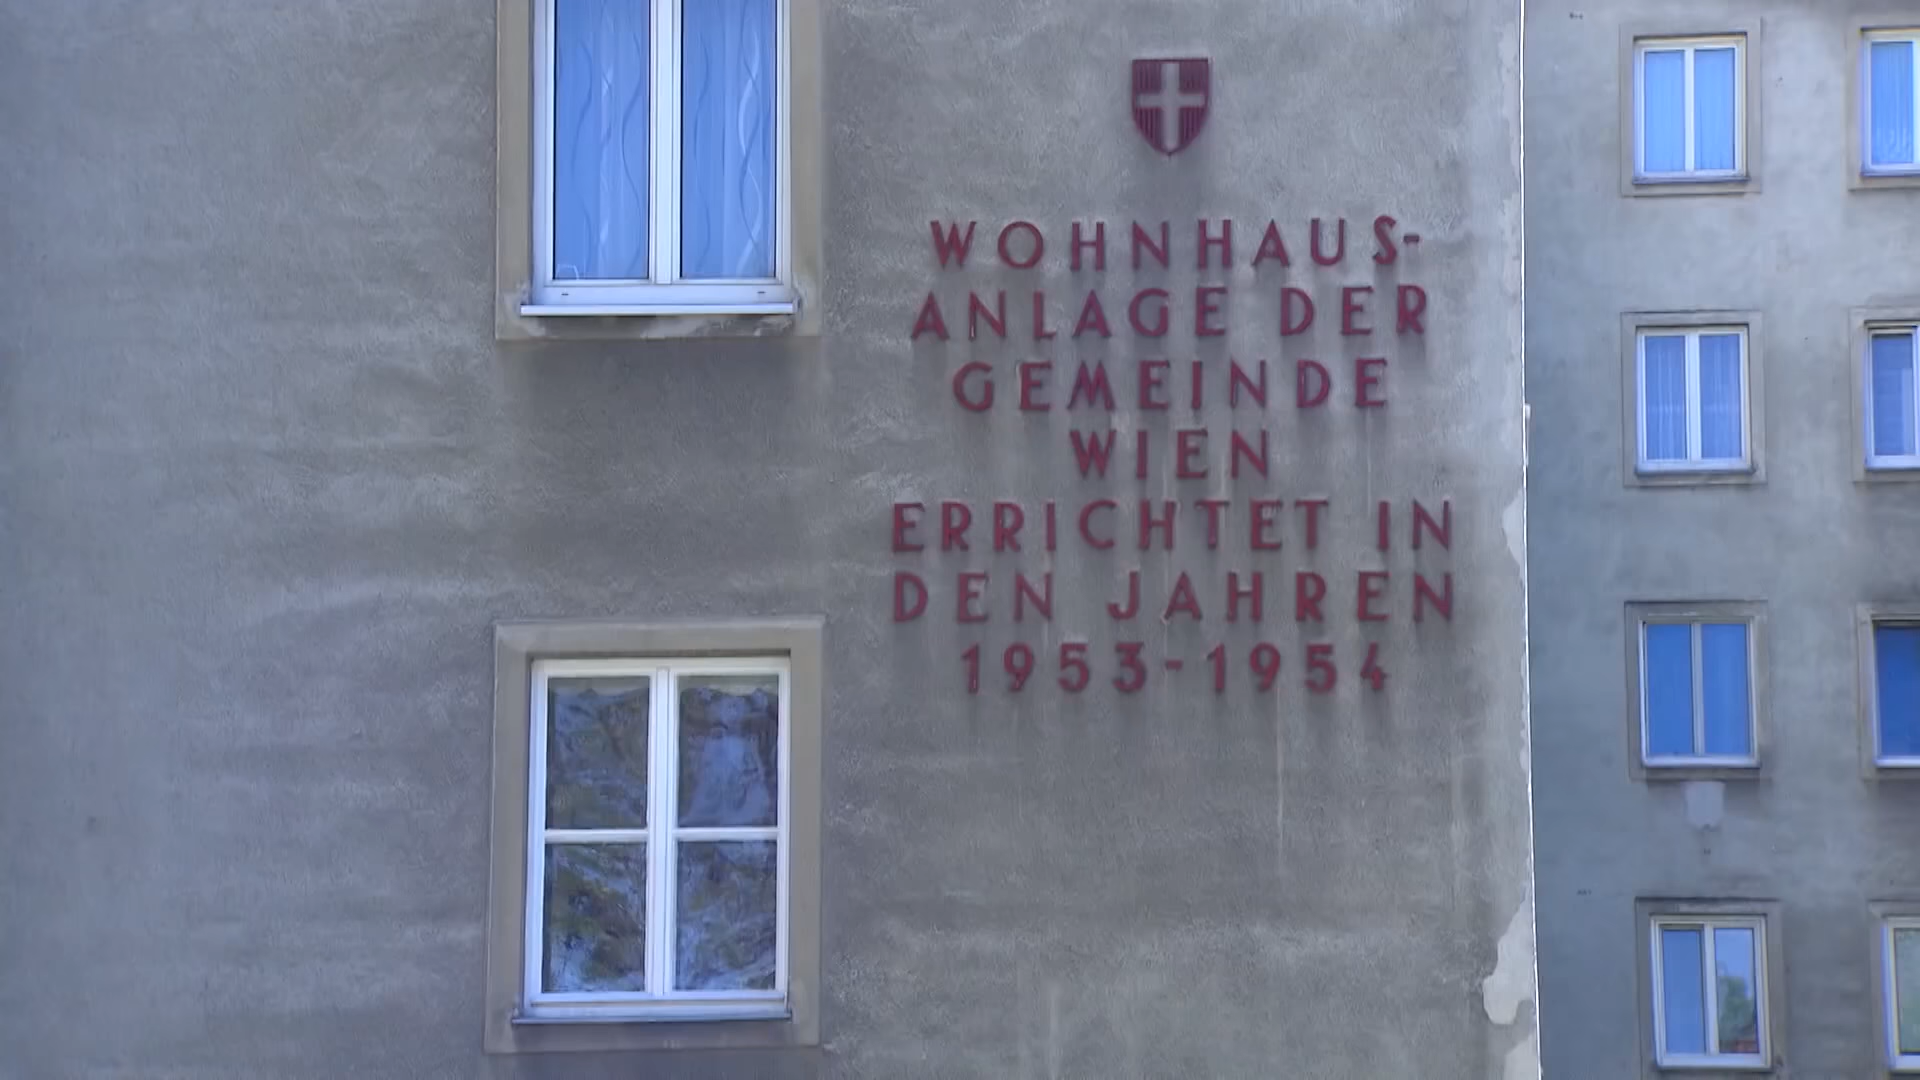 WOHNHAUS-
ANLAGE DER
GEMEINDE
WIEN
ERRICHTET IN
DEN JAHREN
1953-1954